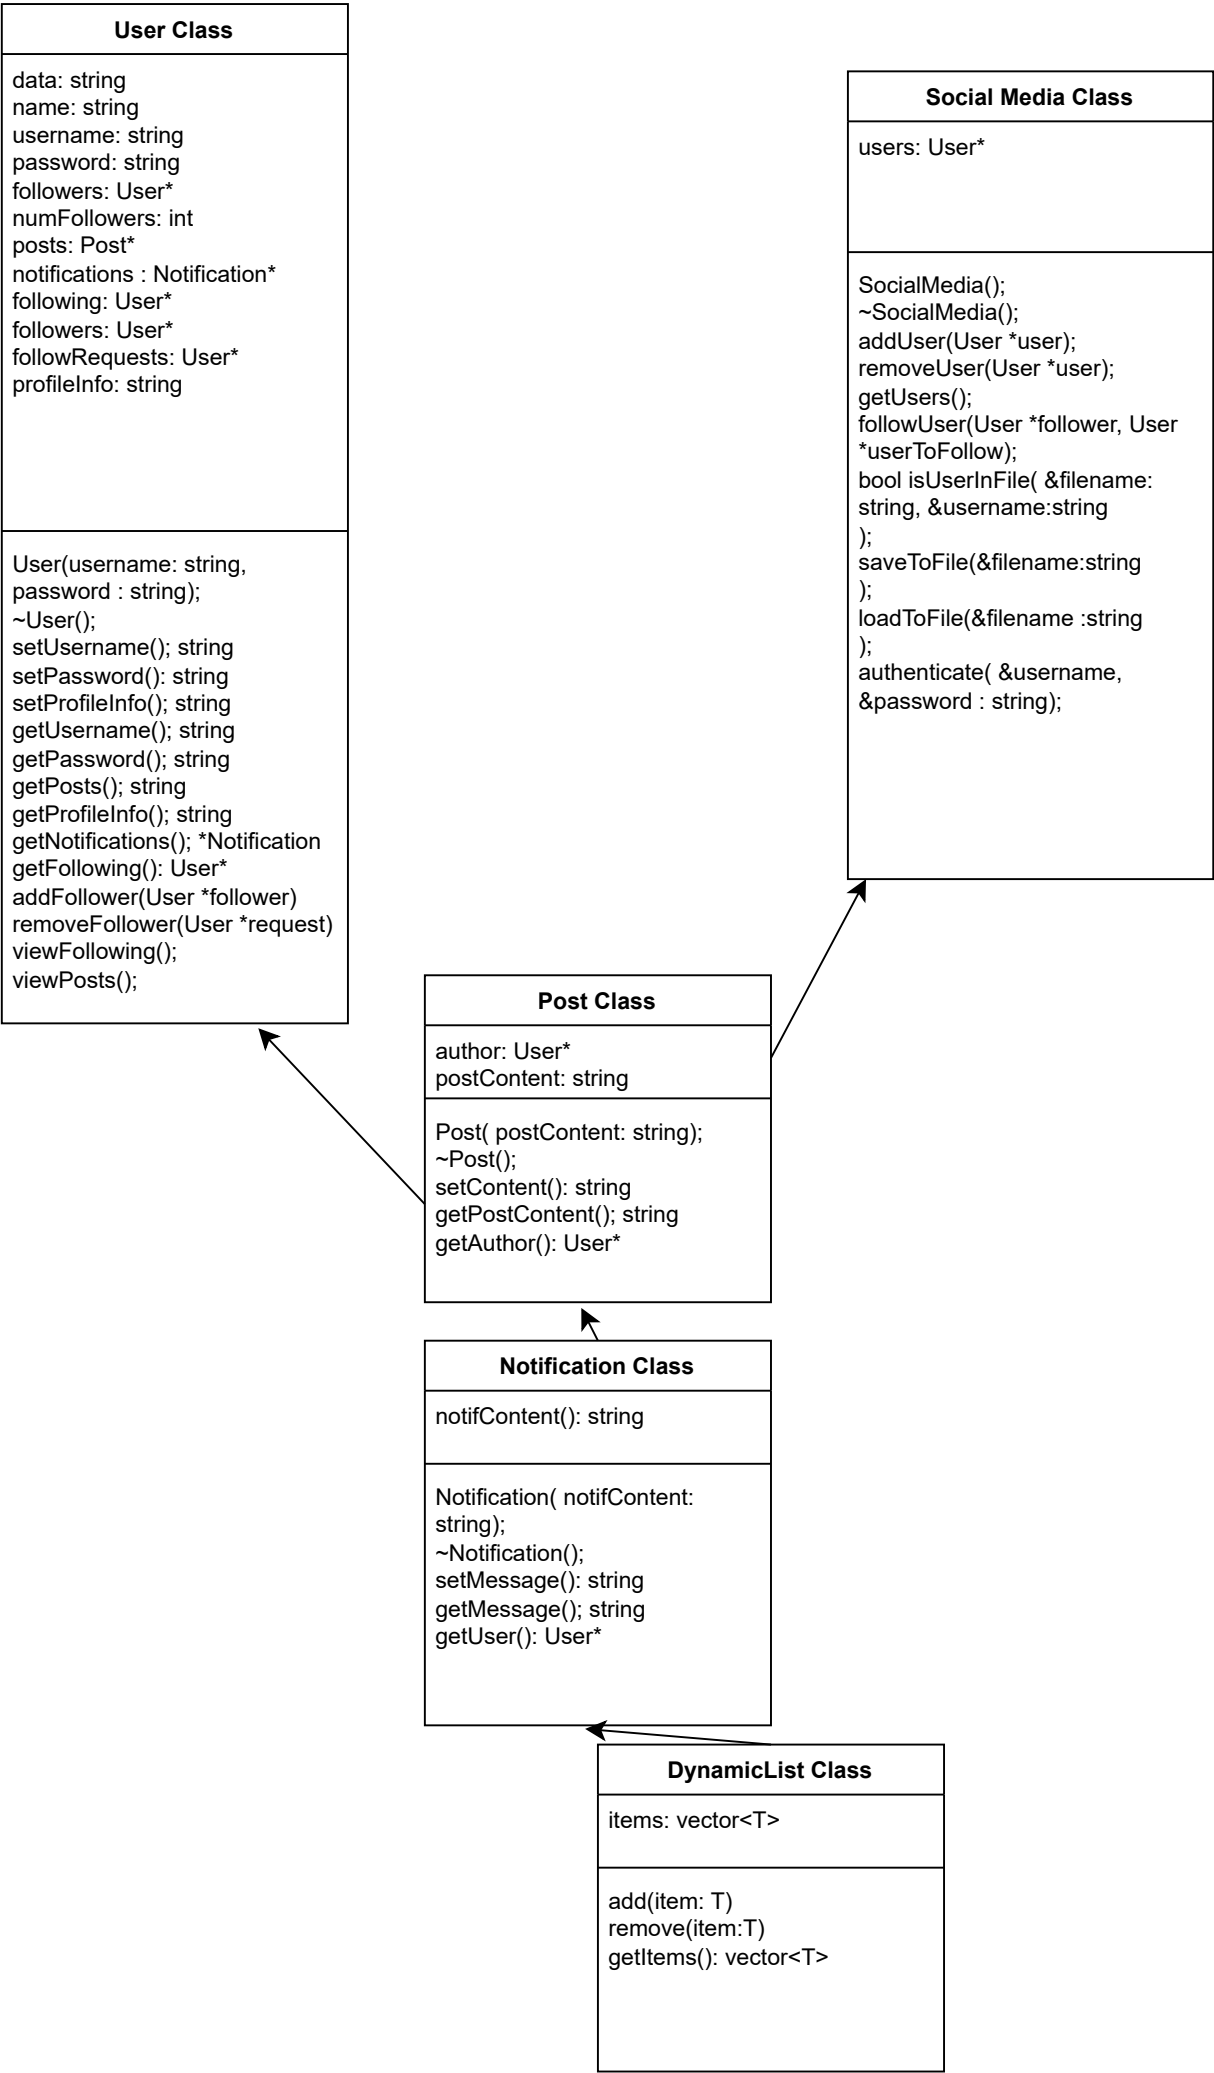 User Class
data: string
name: string
username: string
password: string
followers: User*
numFollowers: int
posts: Post*
notifications : Notification*
following: User*
followers: User*
followRequests: User*
profileInfo: string
User(username: string,
password : string);
~User();
setUsername(); string
setPassword(): string
setProfileInfo(); string
getUsername(); string
getPassword(); string
getPosts(); string
getProfileInfo(); string
getNotifications(); *Notification
getFollowing(): User*
addFollower(User *follower)
removeFollower(User *request)
viewFollowing();
viewPosts();
Social Media Class
users: User*
SocialMedia();
~SocialMedia();
addUser(User *user);
removeUser(User *user);
getUsers();
followUser(User *follower, User
*userToFollow);
bool isUserInFile( &filename:
string, &username:string
);
saveToFile(&filename:string
);
loadToFile(&filename :string
);
authenticate( &username,
&password : string);
Post Class
author: User*
postContent: string
Post( postContent: string);
~Post();
setContent(): string
getPostContent(); string
getAuthor(): User*
Notification Class
notifContent(): string
Notification( notifContent:
string);
~Notification();
setMessage(): string
getMessage(); string
getUser(): User*
DynamicList Class
items: vector<T>
add(item: T)
remove(item:T)
getItems(): vector<T>